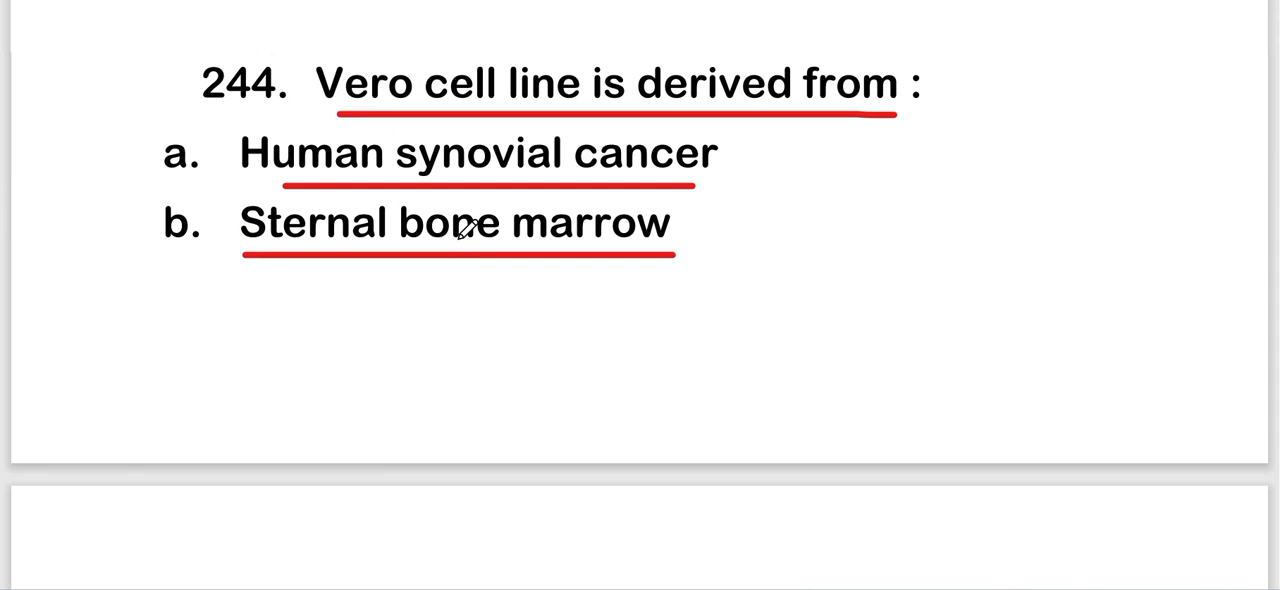 244. Vero cell line is derived from :
a. Human synovial cancer
b. Sternal bone marrow